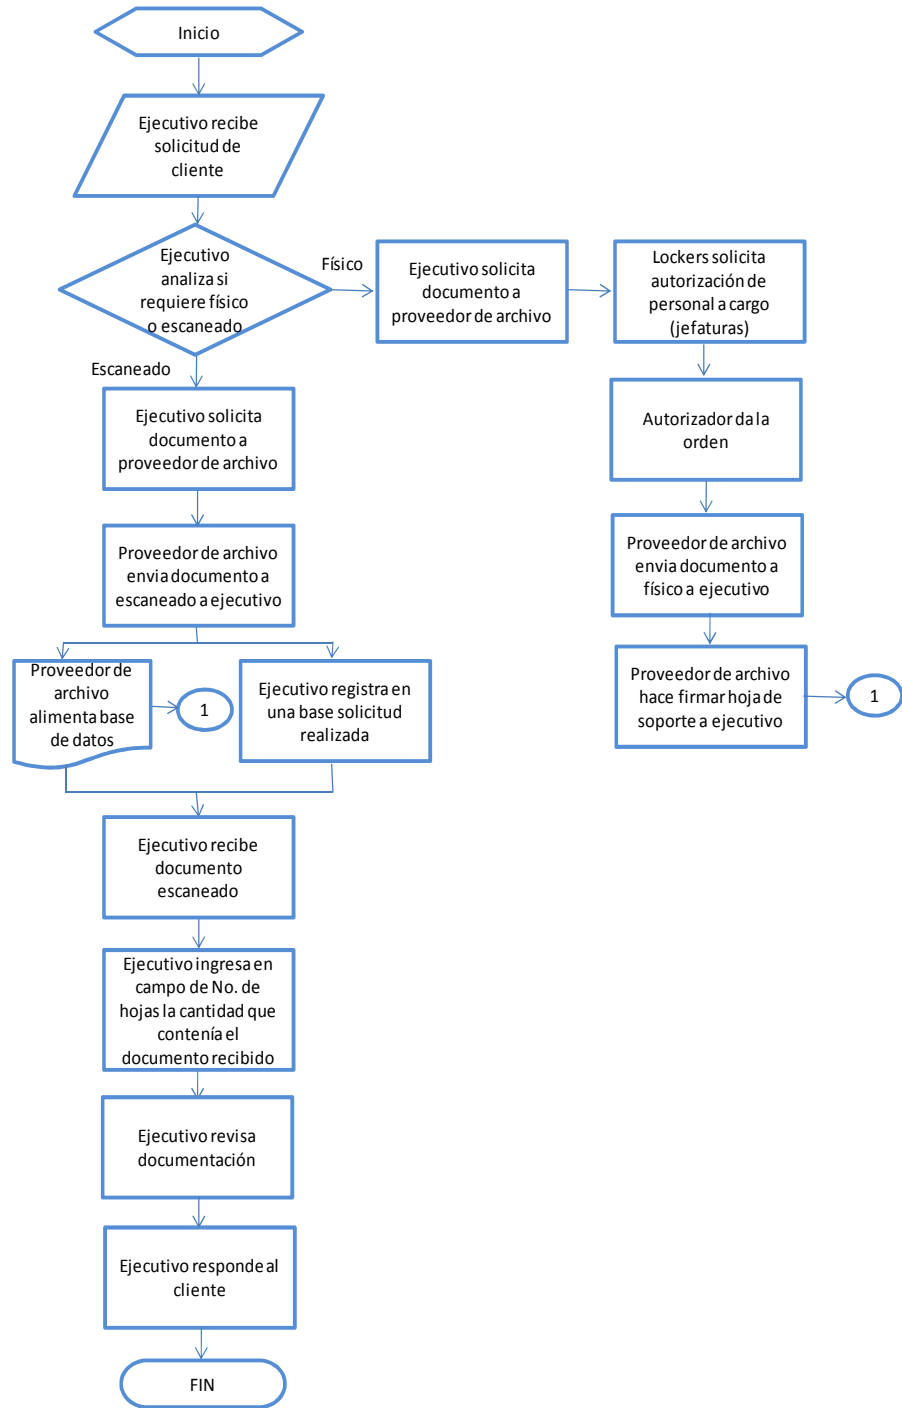 Inicio
Ejecutivo recibe
solicitud de
cliente
Ejecutivo
analiza si
requiere físico
o escaneado
Físico
Ejecutivo solicita
documento a
proveedor de archivo
Lockers solicita
autorización de
personal a cargo
(jefaturas)
Escaneado
Ejecutivo solicita
documento a
proveedor de archivo
Autorizador da la
orden
Proveedor de archivo
envia documento a
escaneado a ejecutivo
Proveedor de archivo
envia documento a
físico a ejecutivo
Proveedor de
archivo
alimenta base
de datos
1
Ejecutivo registra en
una base solicitud
realizada
Proveedor de archivo
hace firmar hoja de
soporte a ejecutivo
1
Ejecutivo recibe
documento
escaneado
Ejecutivo ingresa en
campo de No. de
hojas la cantidad que
contenía el
documento recibido
Ejecutivo revisa
documentación
Ejecutivo responde al
cliente
FIN